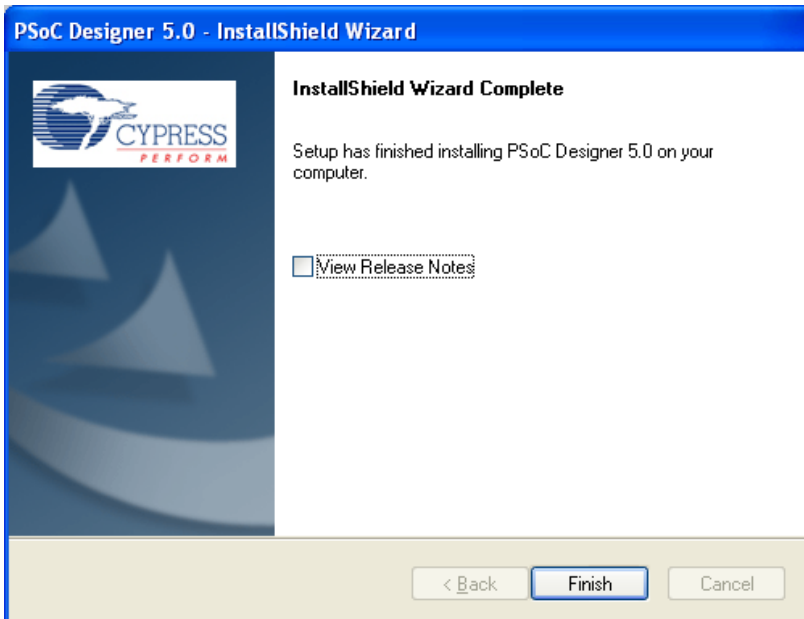 PSoC Designer 5.0 - InstallShield Wizard
CYPRESS
PERFORM
InstallShield Wizard Complete
Setup has finished installing PSoC Designer 5.0 on your
computer.
View Release Notes
< Back
Finish
Cancel